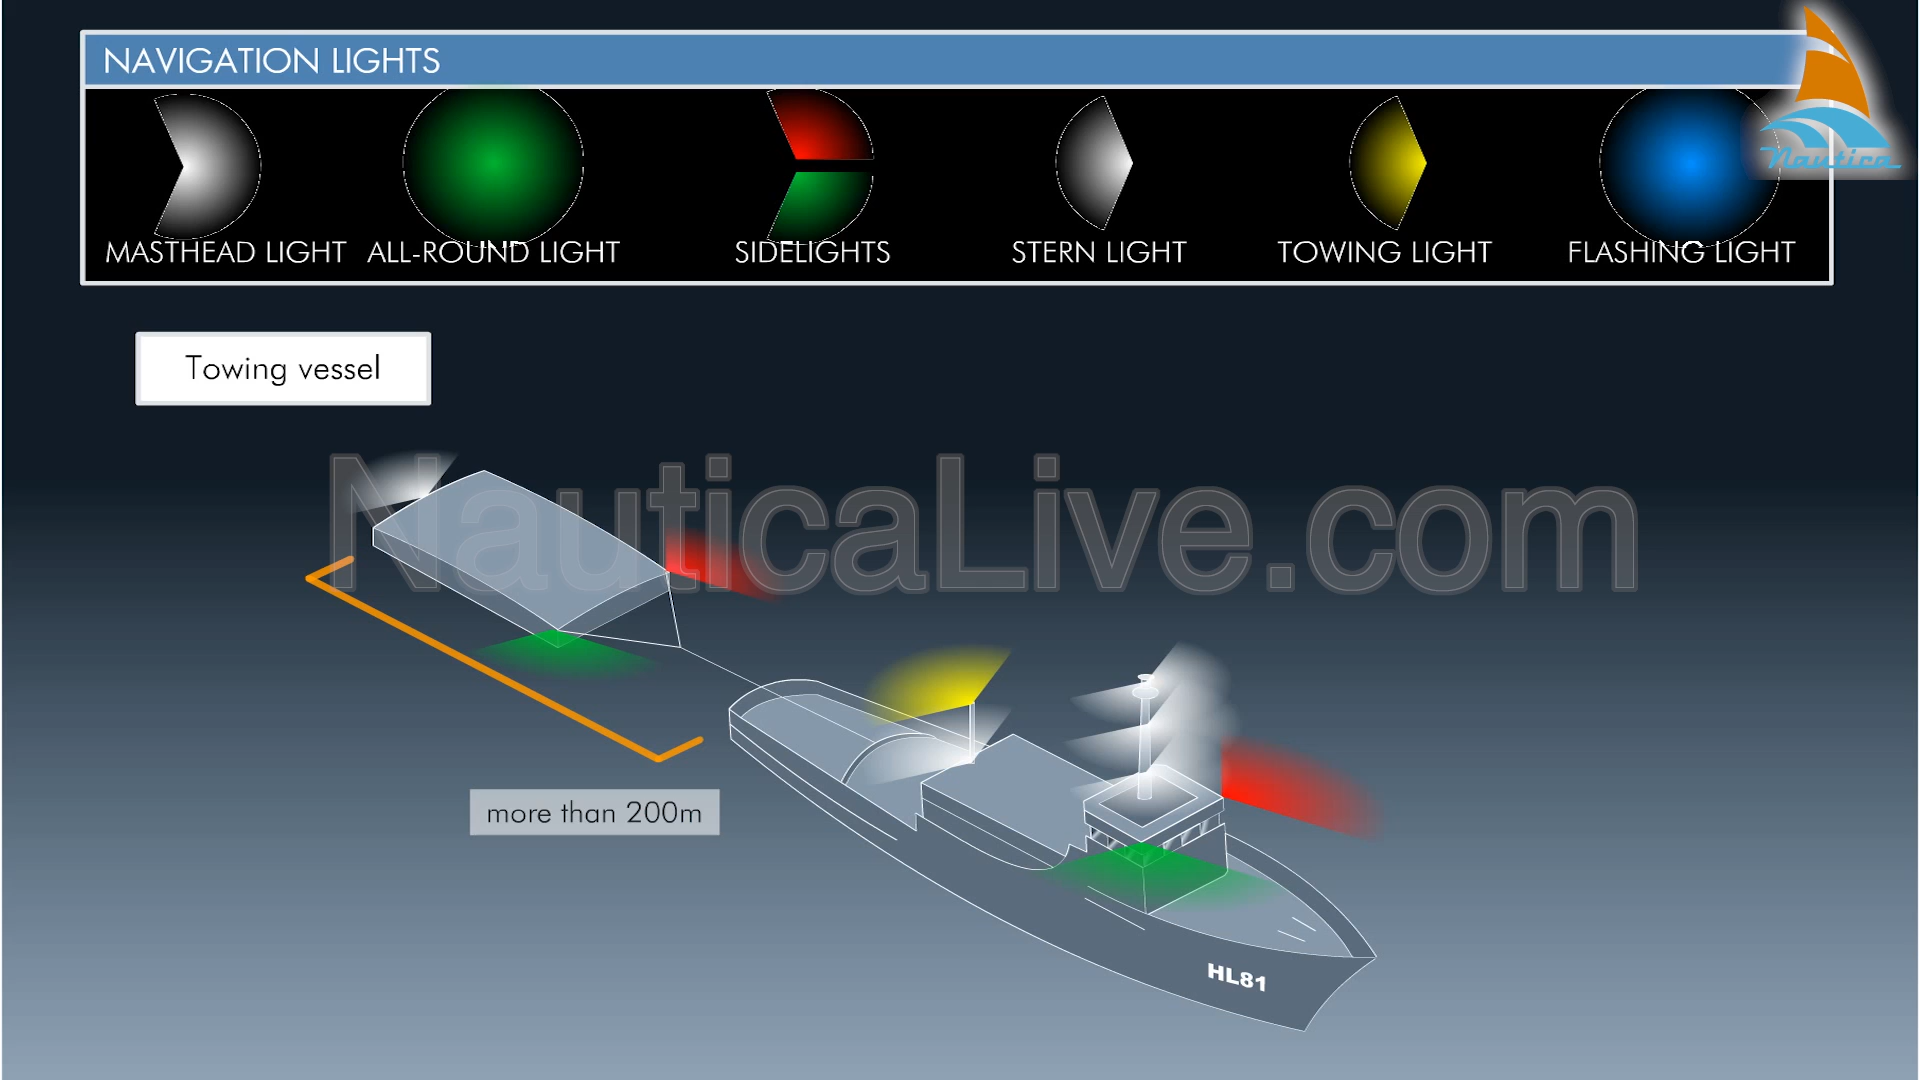 NAVIGATION LIGHTS
MASTHEAD LIGHT
ALL-ROUND LIGHT
SIDELIGHTS
STERN LIGHT
TOWING LIGHT
FLASHING LIGHT
Nautica
Towing vessel
NauticaLive.com
more than 200m
HL81